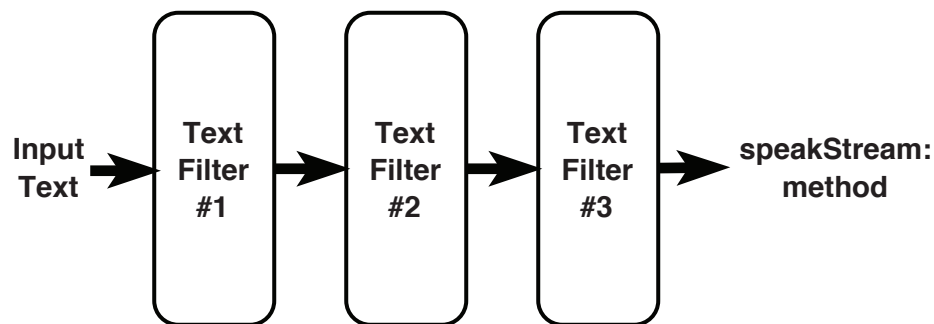 Input
Text
Text
Filter
#1
Text
Filter
#2
Text
Filter
#3
speakStream:
method